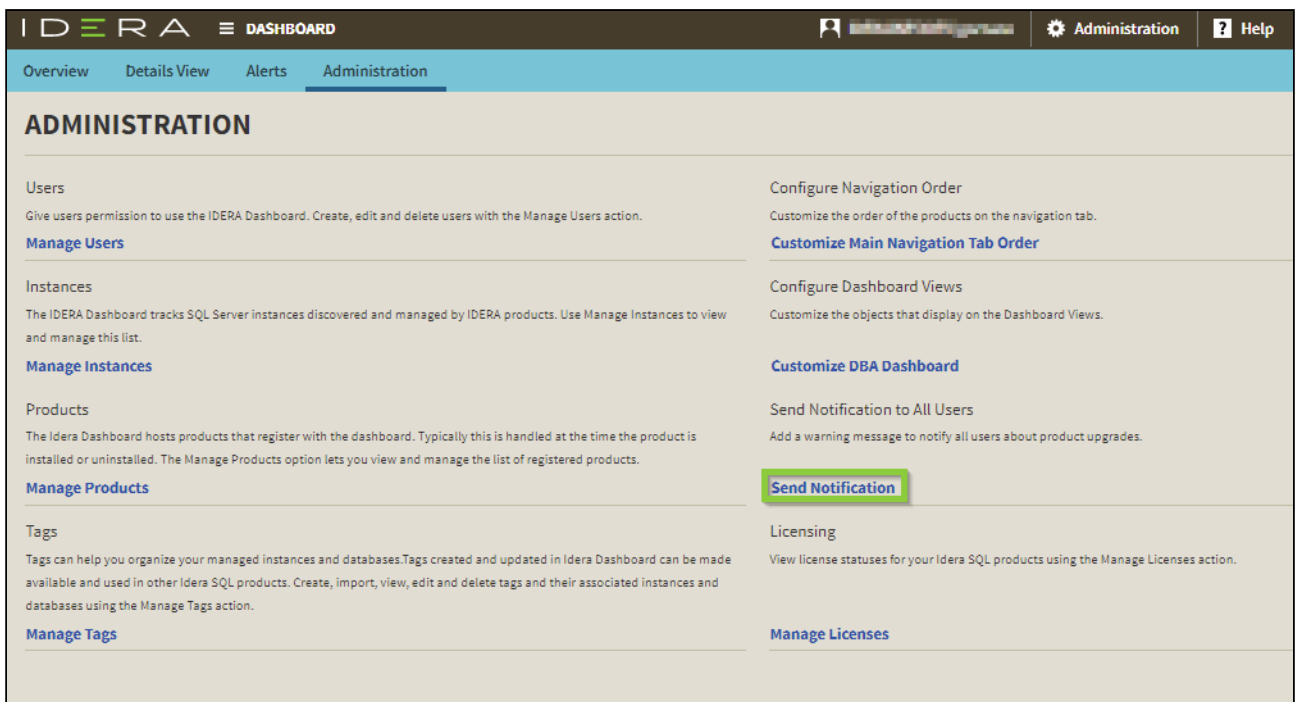 IDERA DASHBOARD Administration ? Help
Overview Details View Alerts Administration
ADMINISTRATION
Users
Give users permission to use the IDERA Dashboard. Create, edit and delete users with the Manage Users action.
Manage Users
Instances
The IDERA Dashboard tracks SQL Server instances discovered and managed by IDERA products. Use Manage Instances to view
and manage this list.
Manage Instances
Products
The Idera Dashboard hosts products that register with the dashboard. Typically this is handled at the time the product is
installed or uninstalled. The Manage Products option lets you view and manage the list of registered products.
Manage Products
Tags
Tags can help you organize your managed instances and databases.Tags created and updated in Idera Dashboard can be made
available and used in other Idera SQL products. Create, import, view, edit and delete tags and their associated instances and
databases using the Manage Tags action.
Manage Tags
Configure Navigation Order
Customize the order of the products on the navigation tab.
Customize Main Navigation Tab Order
Configure Dashboard Views
Customize the objects that display on the Dashboard Views.
Customize DBA Dashboard
Send Notification to All Users
Add a warning message to notify all users about product upgrades.
Send Notification
Licensing
View license statuses for your Idera SQL products using the Manage Licenses action.
Manage Licenses